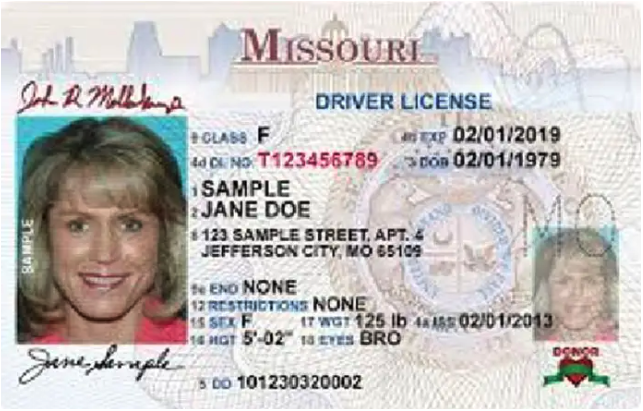 MISSOURI
DRIVER LICENSE
9 CLASS F
4b EXP 02/01/2019
4d DL NO. T123456789
3 DOB 02/01/1979
1 SAMPLE
2 JANE DOE
8 123 SAMPLE STREET, APT. 4
JEFFERSON CITY, MO 65109
9a END NONE
12 RESTRICTIONS NONE
15 SEX F 17 WGT 125 lb 4a ISS 02/01/2013
16 HGT 5'-02" 18 EYES BRO
5 DD 101230320002
SAMPLE
Jane Sample
MO
DONOR